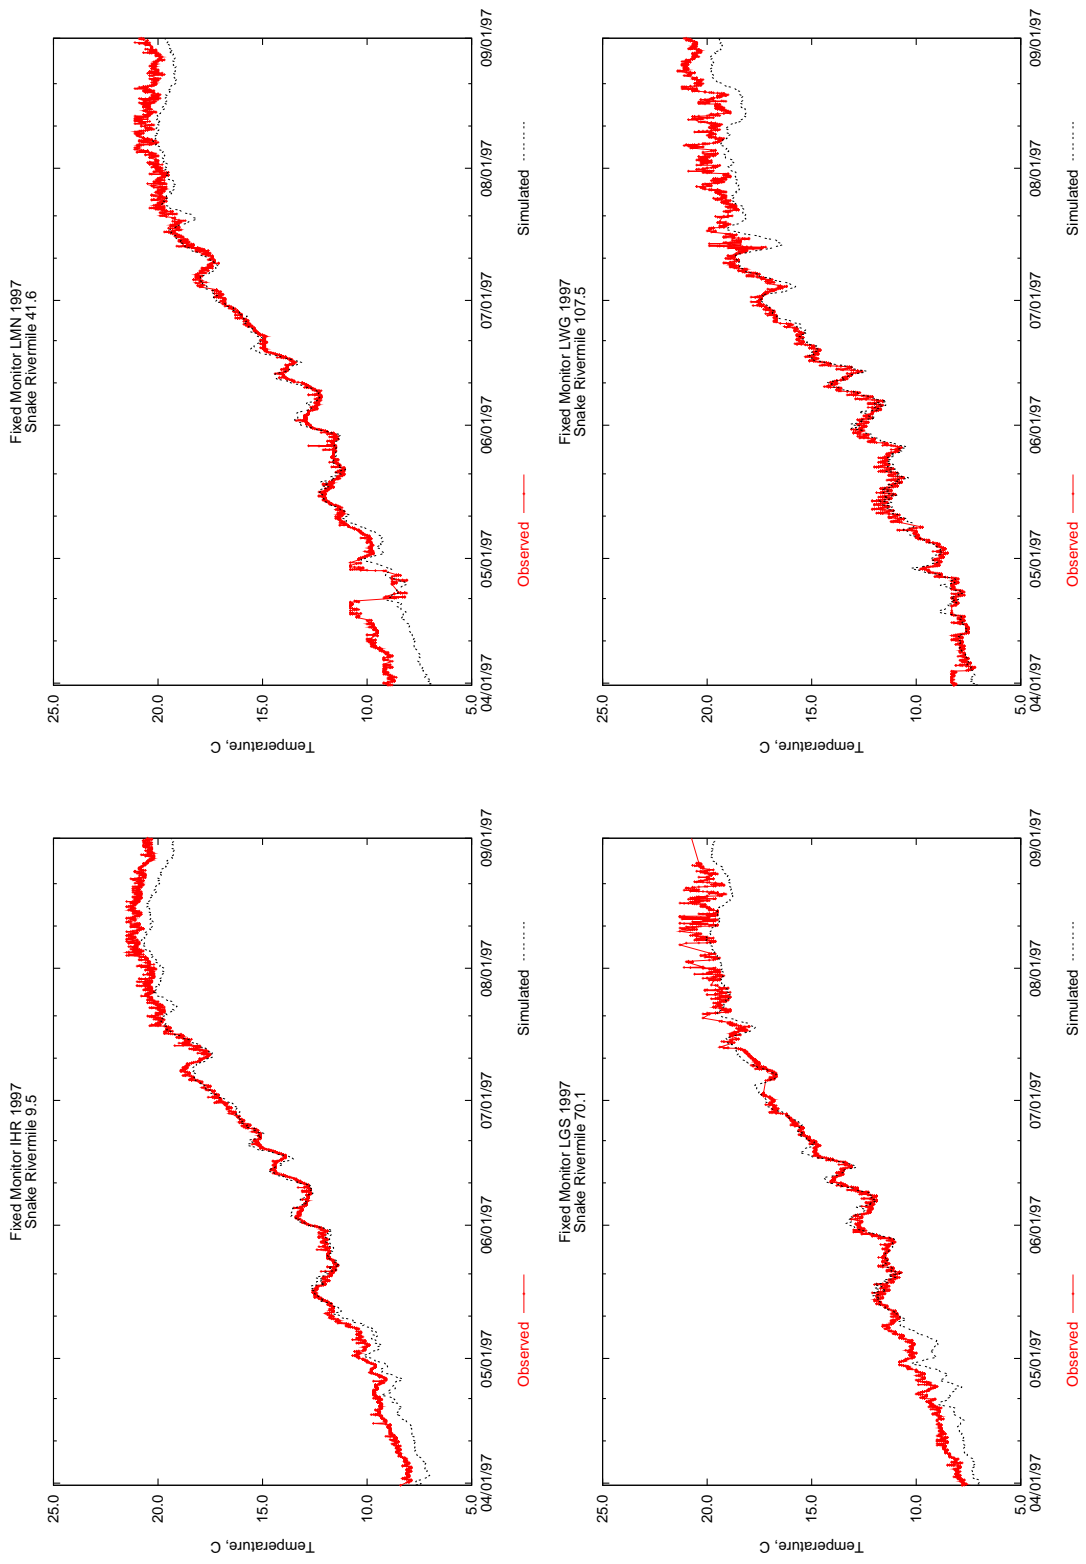 Fixed Monitor IHR 1997
Snake Rivermile 9.5
Temperature, C
25.0
20.0
15.0
10.0
5.0
04/01/97
05/01/97
06/01/97
07/01/97
08/01/97
09/01/97
Observed
Simulated
Fixed Monitor LMN 1997
Snake Rivermile 41.6
Temperature, C
25.0
20.0
15.0
10.0
5.0
04/01/97
05/01/97
06/01/97
07/01/97
08/01/97
09/01/97
Observed
Simulated
Fixed Monitor LGS 1997
Snake Rivermile 70.1
Temperature, C
25.0
20.0
15.0
10.0
5.0
04/01/97
05/01/97
06/01/97
07/01/97
08/01/97
09/01/97
Observed
Simulated
Fixed Monitor LWG 1997
Snake Rivermile 107.5
Temperature, C
25.0
20.0
15.0
10.0
5.0
04/01/97
05/01/97
06/01/97
07/01/97
08/01/97
09/01/97
Observed
Simulated